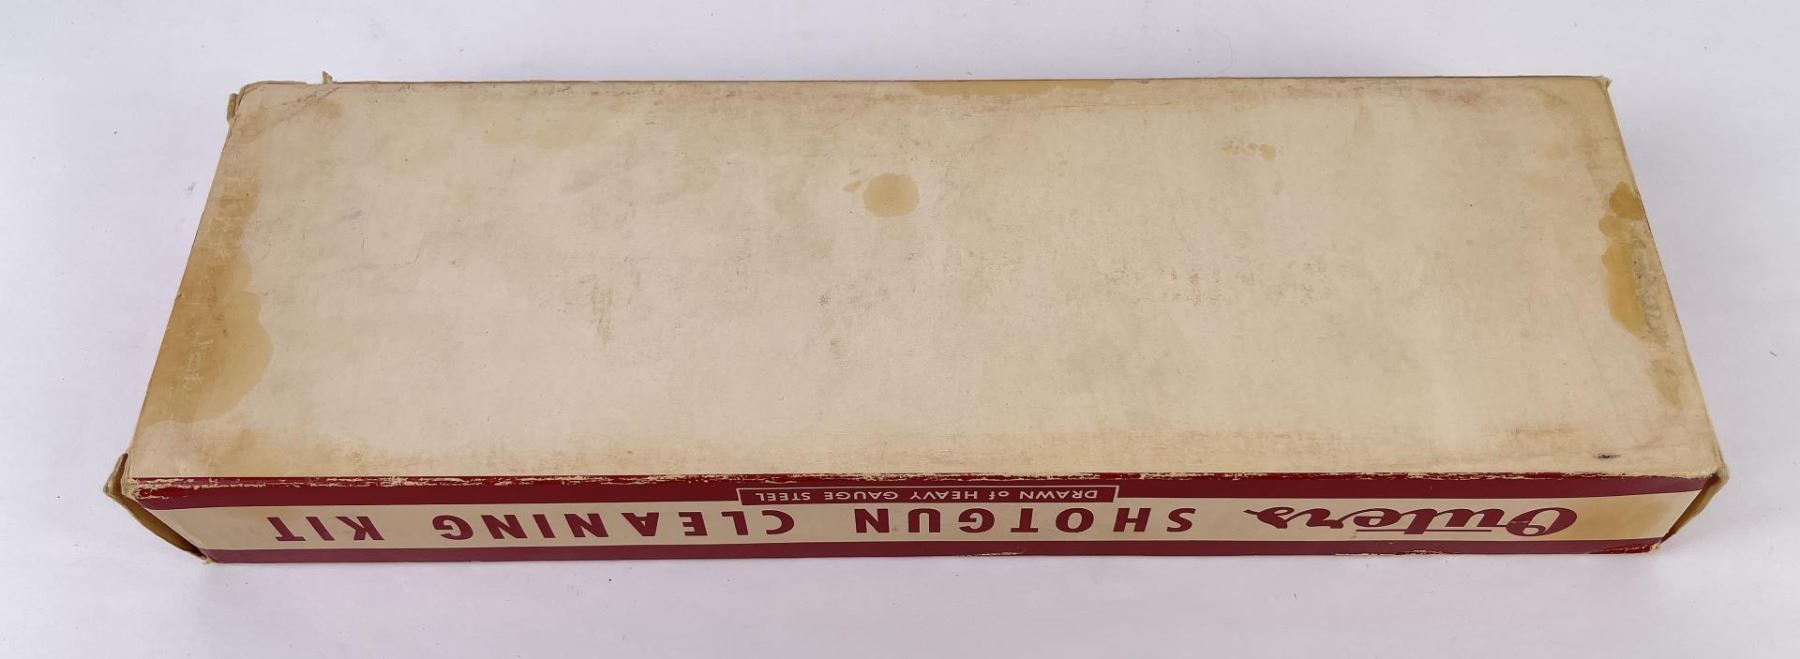 Outers SHOTGUN CLEANING KIT
DRAWN of HEAVY GAUGE STEEL